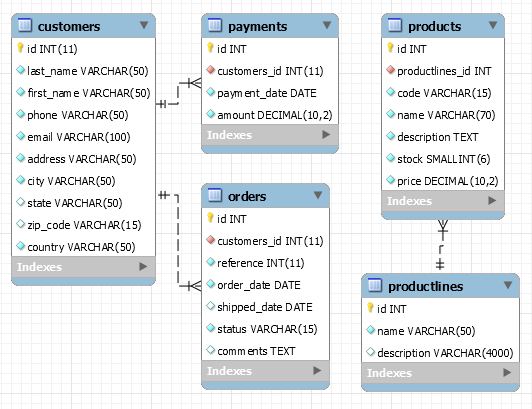 customers
id INT(11)
last_name VARCHAR(50)
first_name VARCHAR(50)
phone VARCHAR(50)
email VARCHAR(100)
address VARCHAR(50)
city VARCHAR(50)
state VARCHAR(50)
zip_code VARCHAR(15)
country VARCHAR(50)
Indexes
payments
id INT
customers_id INT(11)
payment_date DATE
amount DECIMAL(10,2)
Indexes
orders
id INT
customers_id INT(11)
reference INT(11)
order_date DATE
shipped_date DATE
status VARCHAR(15)
comments TEXT
Indexes
products
id INT
productlines_id INT
code VARCHAR(15)
name VARCHAR(70)
description TEXT
stock SMALLINT(6)
price DECIMAL(10,2)
Indexes
productlines
id INT
name VARCHAR(50)
description VARCHAR(4000)
Indexes